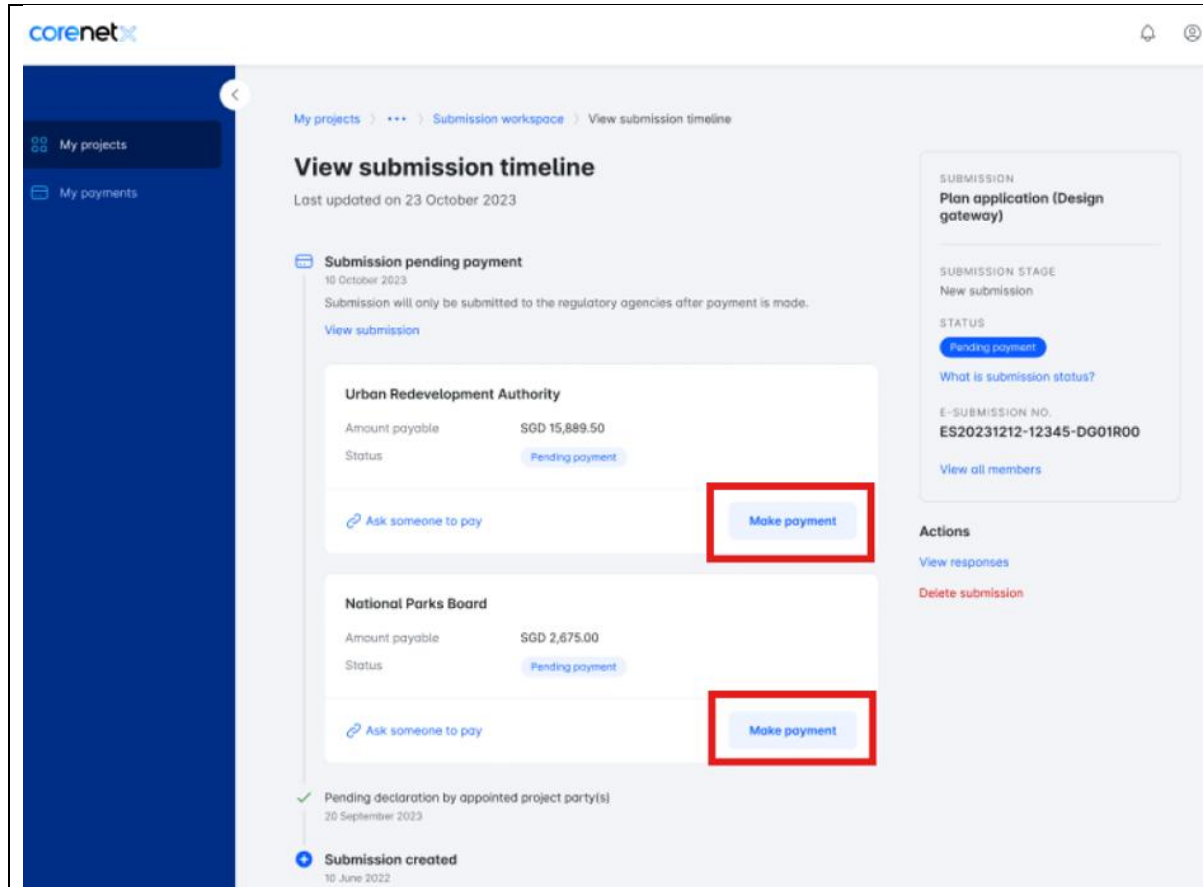 corenetx
My projects
My payments
My projects > ••• > Submission workspace > View submission timeline
View submission timeline
Last updated on 23 October 2023
Submission pending payment
10 October 2023
Submission will only be submitted to the regulatory agencies after payment is made.
View submission
Urban Redevelopment Authority
Amount payable SGD 15,889.50
Status Pending payment
Ask someone to pay Make payment
National Parks Board
Amount payable SGD 2,675.00
Status Pending payment
Ask someone to pay Make payment
Pending declaration by appointed project party(s)
20 September 2023
Submission created
10 June 2022
SUBMISSION
Plan application (Design
gateway)
SUBMISSION STAGE
New submission
STATUS
Pending payment
What is submission status?
E-SUBMISSION NO.
ES20231212-12345-DG01R00
View all members
Actions
View responses
Delete submission